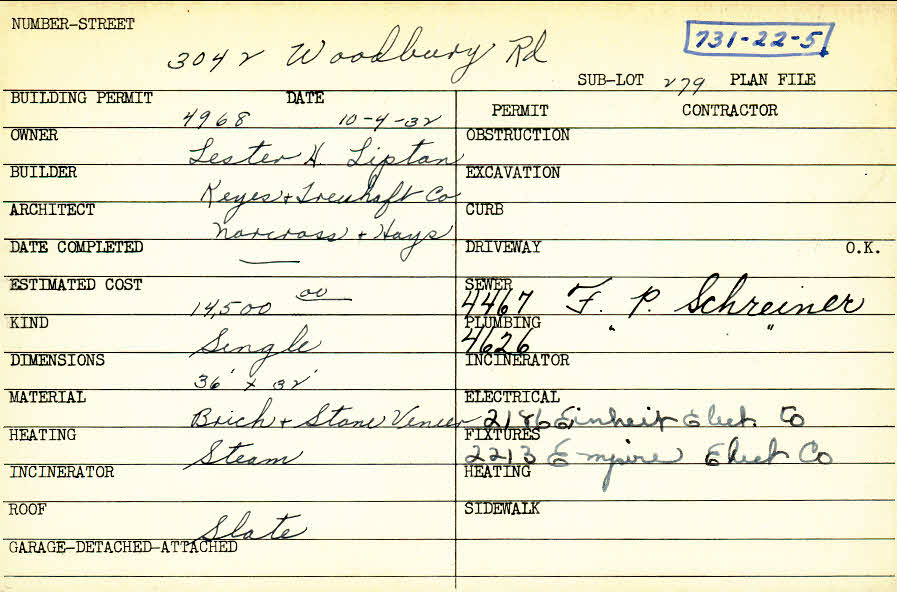 NUMBER-STREET
3042 Woodbury Rd
731-22-5
SUB-LOT 279 PLAN FILE
BUILDING PERMIT 4968 DATE 10-4-32
PERMIT CONTRACTOR
OWNER Lester H. Liptan
OBSTRUCTION
BUILDER Keyes + Treuhaft Co
EXCAVATION
ARCHITECT Norcross + Hays
CURB
DATE COMPLETED —
DRIVEWAY O.K.
ESTIMATED COST 14,500 00
SEWER 4467 F. P. Schreiner
KIND Single
PLUMBING 4626 " "
DIMENSIONS 36' x 32'
INCINERATOR
MATERIAL Brick + Stone Veneer
ELECTRICAL 2186 Einheit Elect. Co
HEATING Steam
FIXTURES 2213 Empire Elect Co
INCINERATOR
HEATING
ROOF Slate
SIDEWALK
GARAGE-DETACHED-ATTACHED